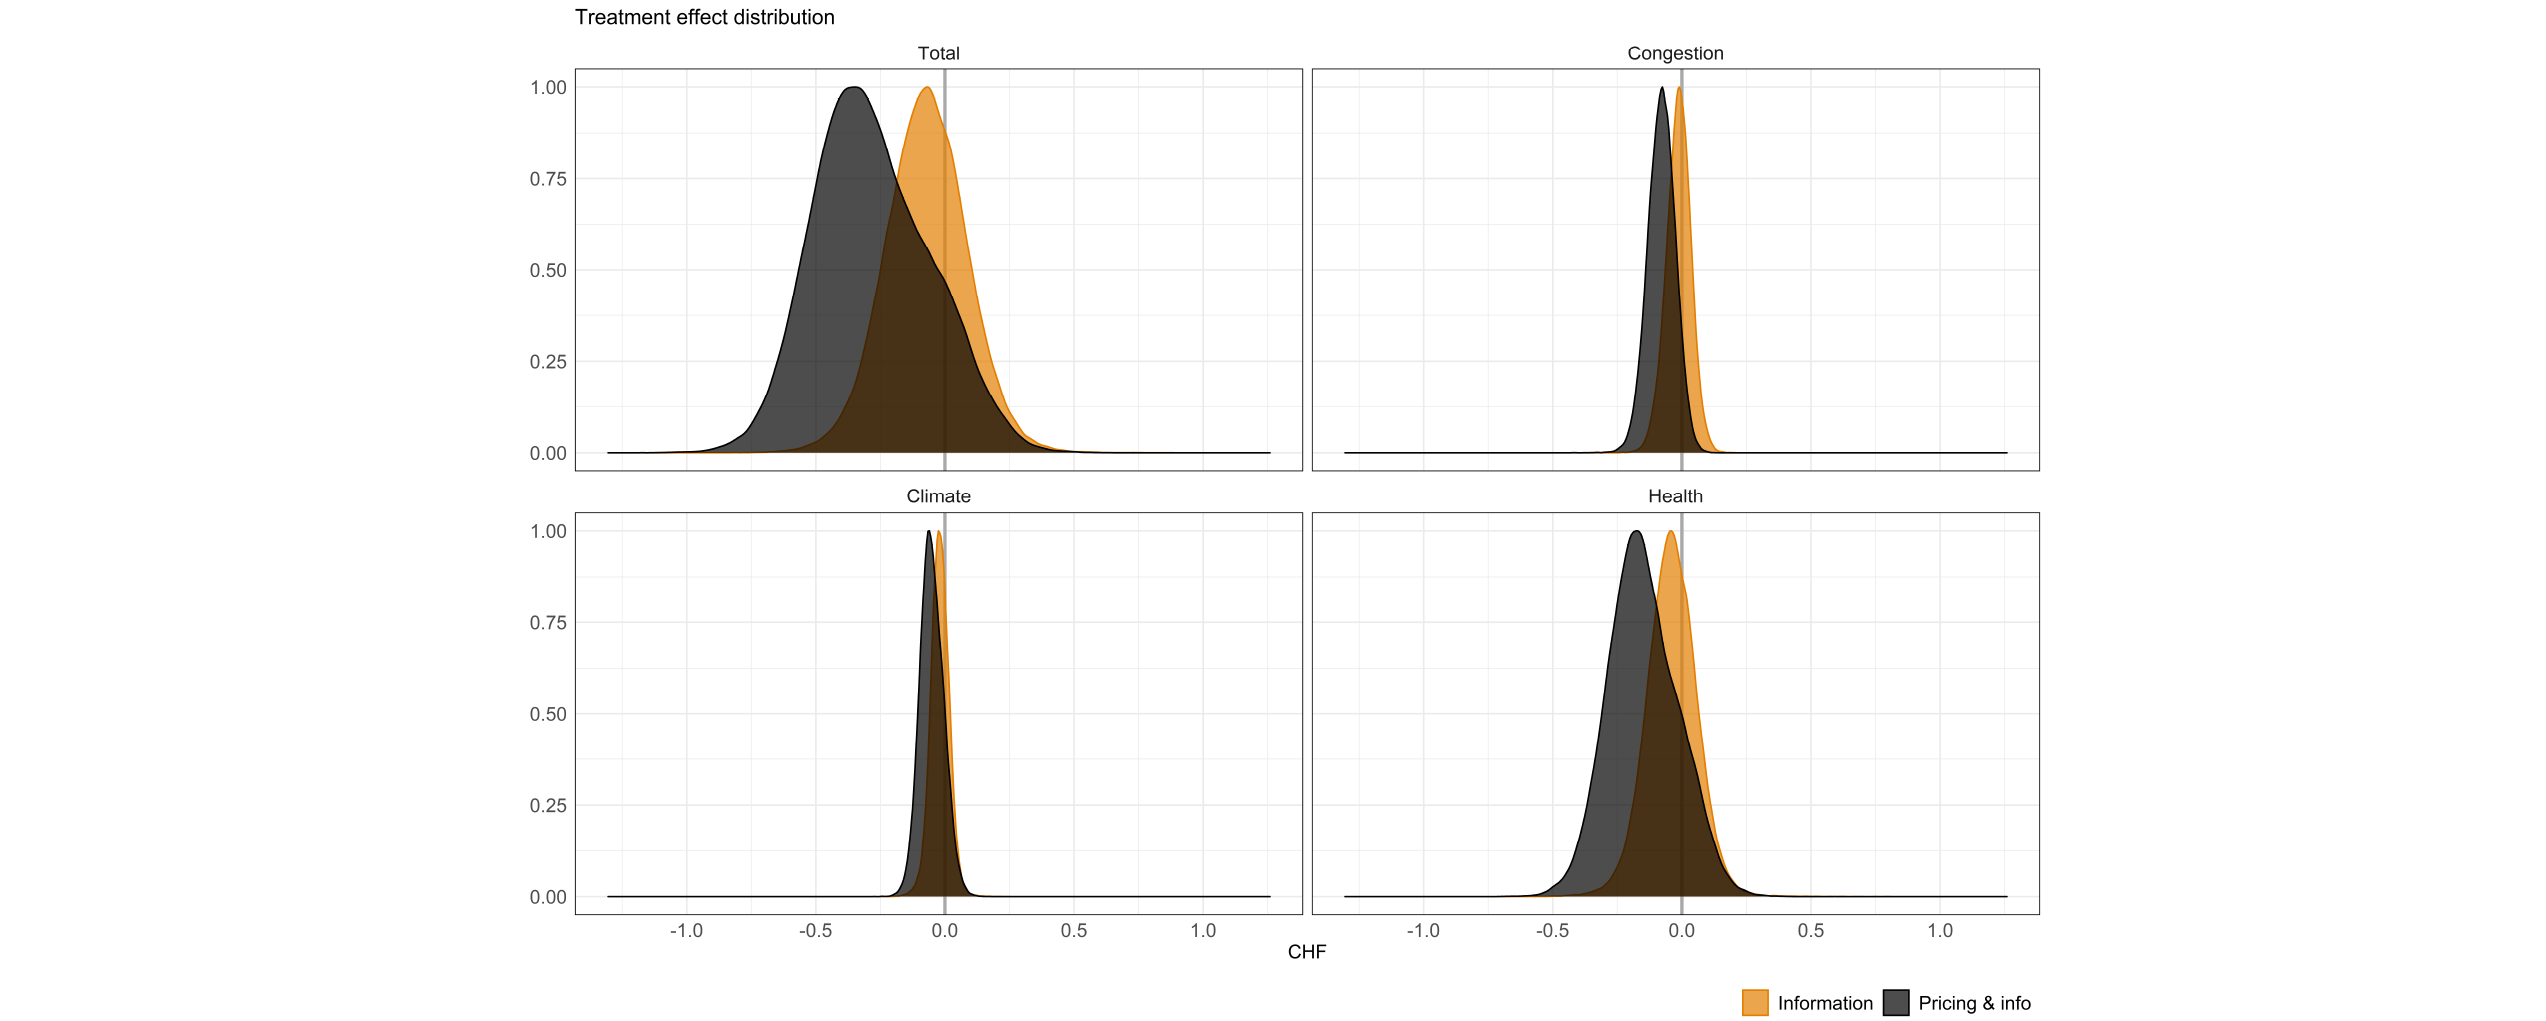 Treatment effect distribution
Total
Congestion
1.00
0.75
0.50
0.25
0.00
Climate
Health
1.00
0.75
0.50
0.25
0.00
-1.0 -0.5 0.0 0.5 1.0 -1.0 -0.5 0.0 0.5 1.0
CHF
Information Pricing & info